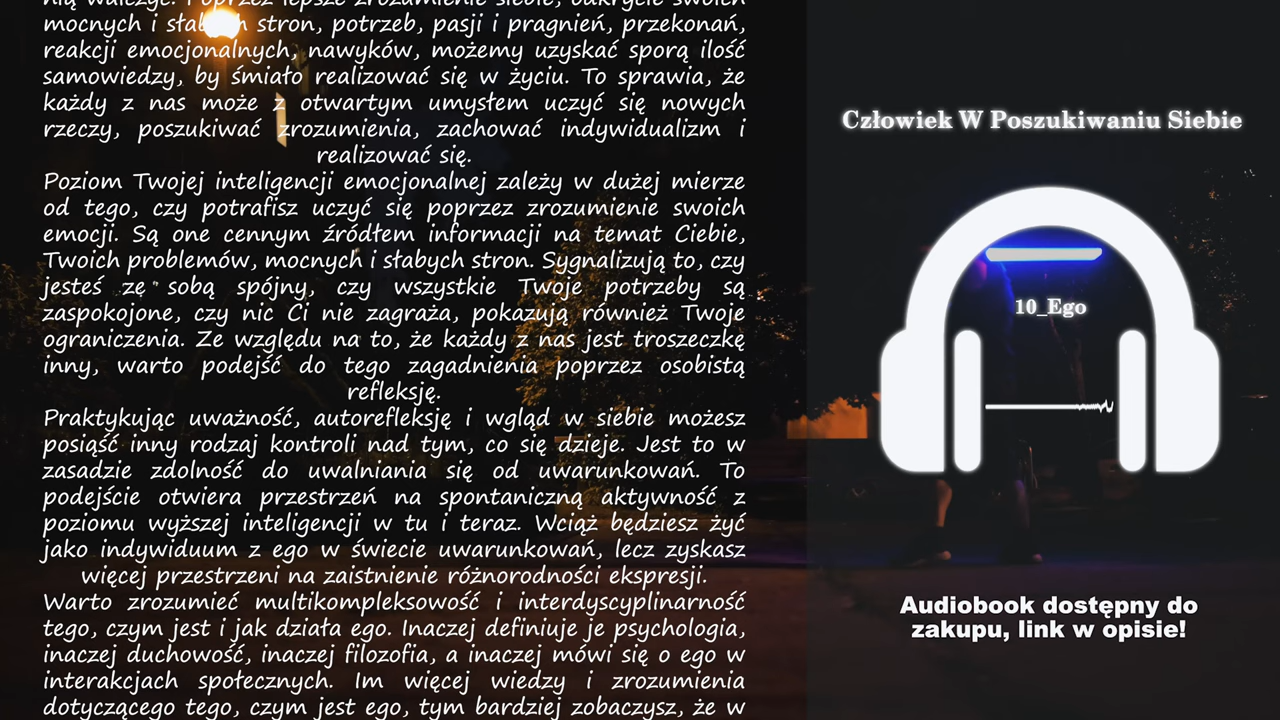 nią walczyć. Poprzez lepsze zrozumienie siebie, odkrycie swoich
mocnych i słabych stron, potrzeb, pasji i pragnień, przekonań,
reakcji emocjonalnych, nawyków, możemy uzyskać sporą ilość
samowiedzy, by śmiało realizować się w życiu. To sprawia, że
każdy z nas może z otwartym umysłem uczyć się nowych
rzeczy, poszukiwać zrozumienia, zachować indywidualizm i
realizować się.
Poziom Twojej inteligencji emocjonalnej zależy w dużej mierze
od tego, czy potrafisz uczyć się poprzez zrozumienie swoich
emocji. Są one cennym źródłem informacji na temat Ciebie,
Twoich problemów, mocnych i słabych stron. Sygnalizują to, czy
jesteś ze sobą spójny, czy wszystkie Twoje potrzeby są
zaspokojone, czy nic Ci nie zagraża, pokazują również Twoje
ograniczenia. Ze względu na to, że każdy z nas jest troszeczkę
inny, warto podejść do tego zagadnienia poprzez osobistą
refleksję.
Praktykując uważność, autorefleksję i wgląd w siebie możesz
posiąść inny rodzaj kontroli nad tym, co się dzieje. Jest to w
zasadzie zdolność do uwalniania się od uwarunkowań. To
podejście otwiera przestrzeń na spontaniczną aktywność z
poziomu wyższej inteligencji w tu i teraz. Wciąż będziesz żyć
jako indywiduum z ego w świecie uwarunkowań, lecz zyskasz
więcej przestrzeni na zaistnienie różnorodności ekspresji.
Warto zrozumieć multikompleksowość i interdyscyplinarność
tego, czym jest i jak działa ego. Inaczej definiuje je psychologia,
inaczej duchowość, inaczej filozofia, a inaczej mówi się o ego w
interakcjach społecznych. Im więcej wiedzy i zrozumienia
dotyczącego tego, czym jest ego, tym bardziej zobaczysz, że w
Człowiek W Poszukiwaniu Siebie
10_Ego
Audiobook dostępny do
zakupu, link w opisie!